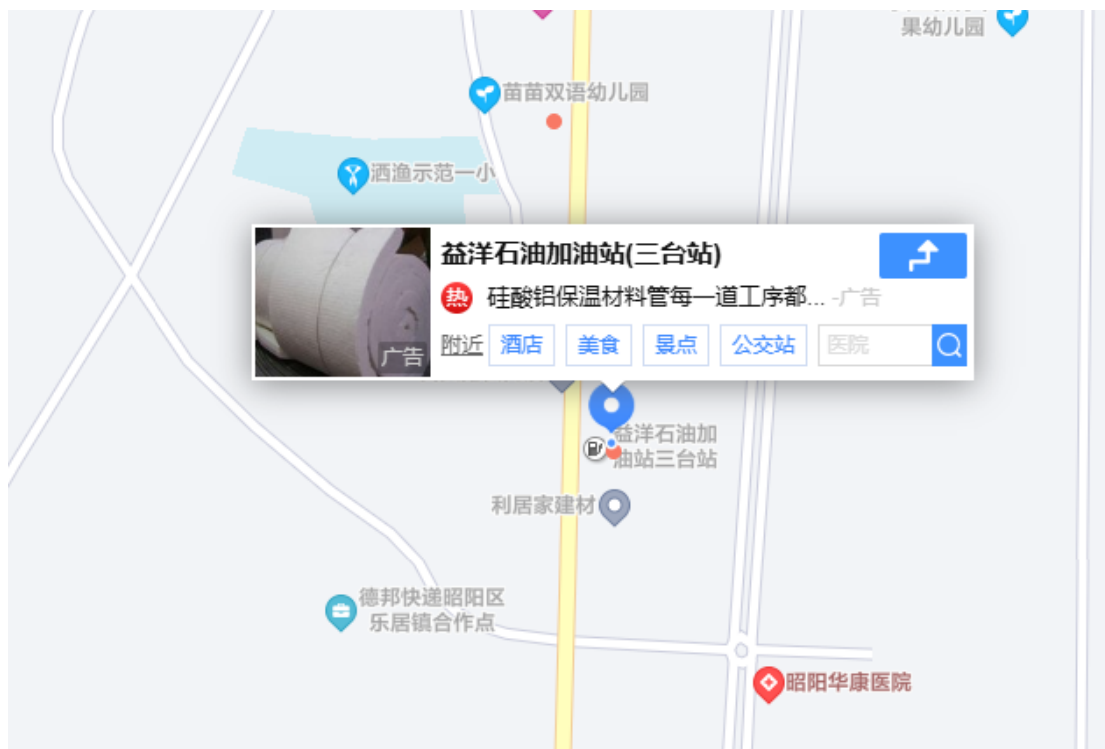 果幼儿园
苗苗双语幼儿园
洒渔示范一小
益洋石油加油站(三台站)
热 硅酸铝保温材料管每一道工序都... -广告
广告
附近 酒店 美食 景点 公交站 医院
益洋石油加
油站三台站
利居家建材
德邦快递昭阳区
乐居镇合作点
昭阳华康医院